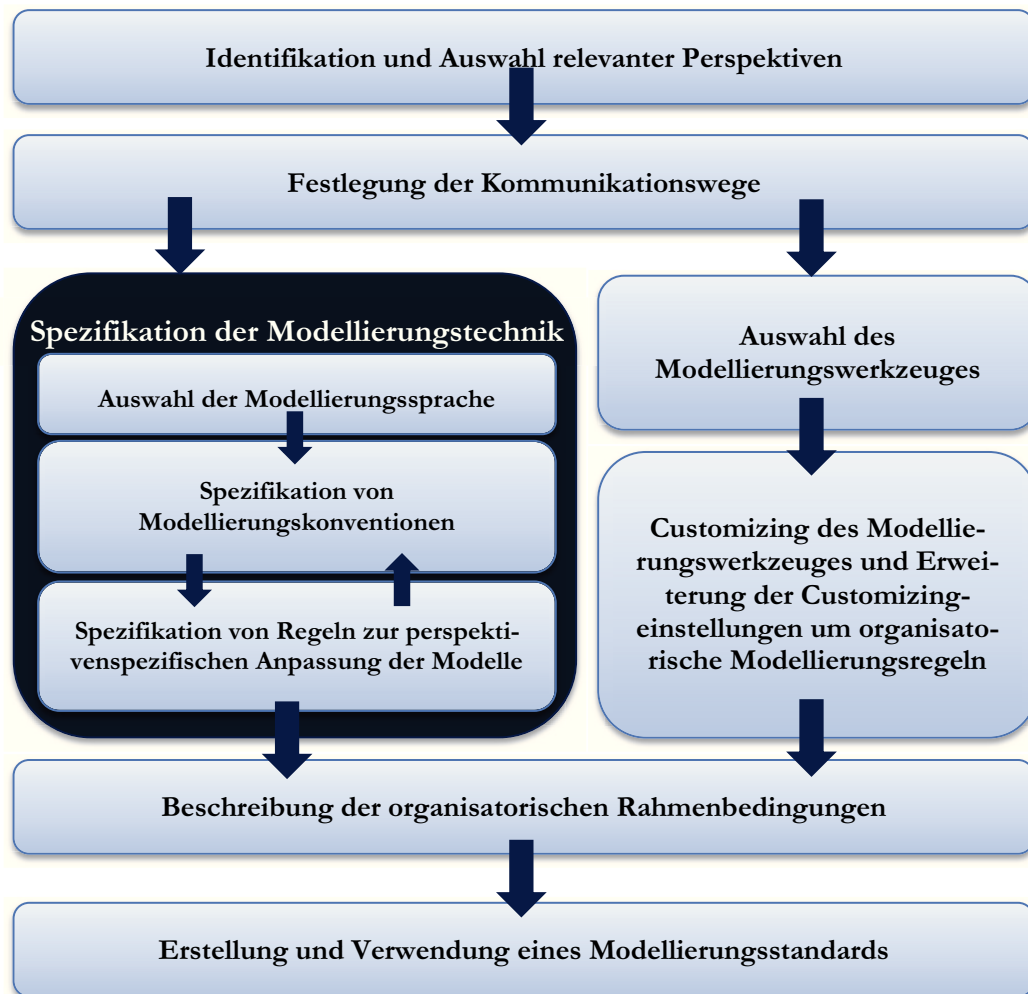 Identifikation und Auswahl relevanter Perspektiven
Festlegung der Kommunikationswege
Spezifikation der Modellierungstechnik
Auswahl der Modellierungssprache
Spezifikation von
Modellierungskonventionen
Spezifikation von Regeln zur perspekti-
venspezifischen Anpassung der Modelle
Auswahl des
Modellierungswerkzeuges
Customizing des Modellie-
rungswerkzeuges und Erwei-
terung der Customizing-
einstellungen um organisato-
rische Modellierungsregeln
Beschreibung der organisatorischen Rahmenbedingungen
Erstellung und Verwendung eines Modellierungsstandards